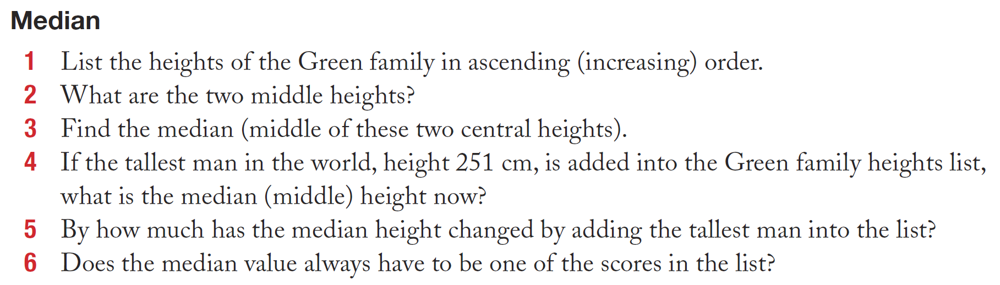 Median
1 List the heights of the Green family in ascending (increasing) order.
2 What are the two middle heights?
3 Find the median (middle of these two central heights).
4 If the tallest man in the world, height 251 cm, is added into the Green family heights list,
what is the median (middle) height now?
5 By how much has the median height changed by adding the tallest man into the list?
6 Does the median value always have to be one of the scores in the list?